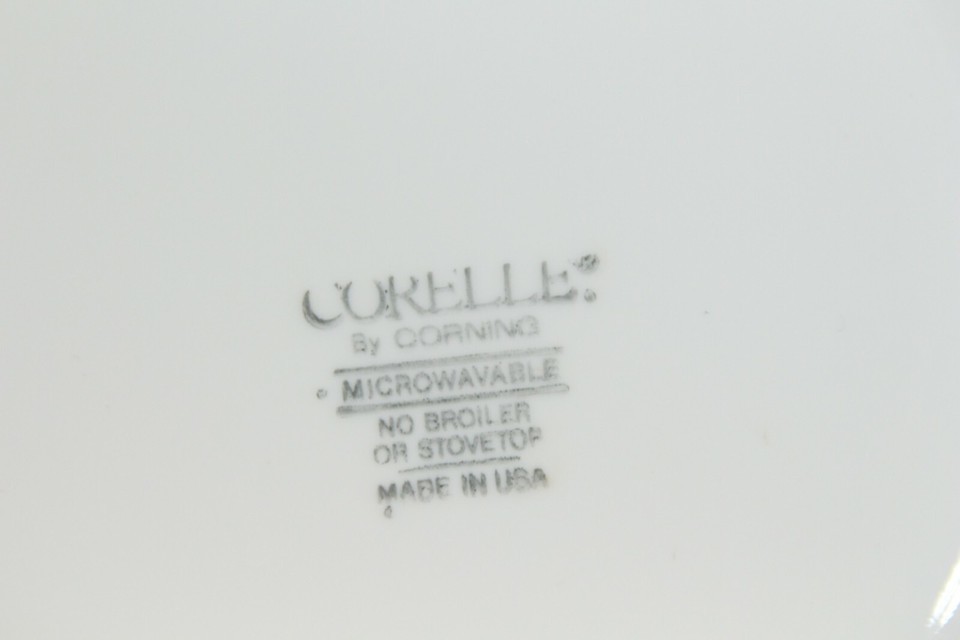 CORELLE®
By CORNING
MICROWAVABLE
NO BROILER
OR STOVETOP
MADE IN USA